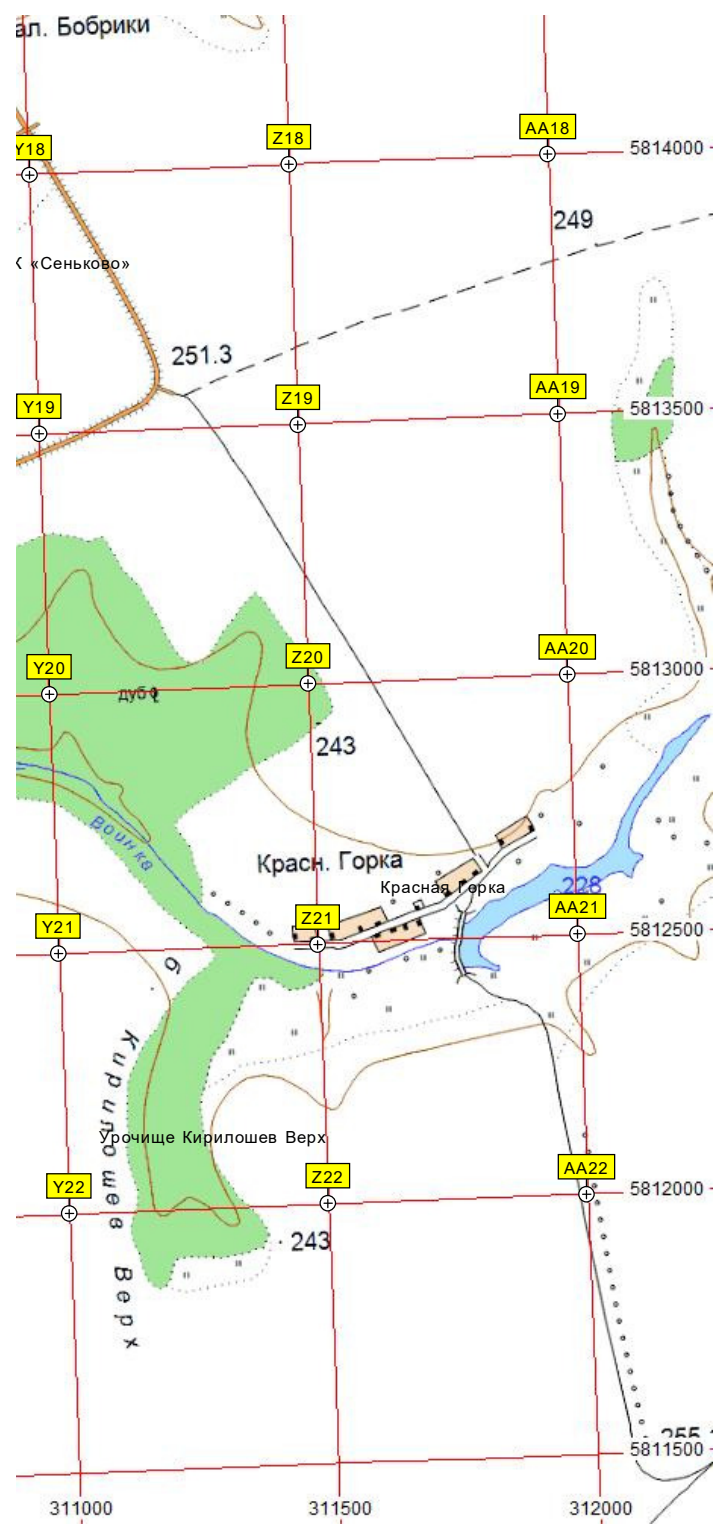 ал. Бобрики
Y18
Z18
AA18
5814000
249
К «Сеньково»
251.3
Y19
Z19
AA19
5813500
Y20
Z20
AA20
5813000
дуб
243
Воинка
Красн. Горка
Красная Горка
228
Y21
Z21
AA21
5812500
6
Кирилошев Верх
Урочище Кирилошев Верх
Y22
Z22
AA22
5812000
243
255.
5811500
311000
311500
312000